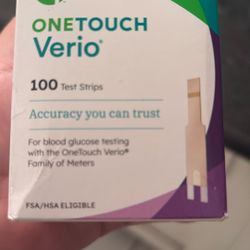 ONETOUCH
Verio®
100 Test Strips
Accuracy you can trust
For blood glucose testing
with the OneTouch Verio®
Family of Meters
FSA/HSA ELIGIBLE